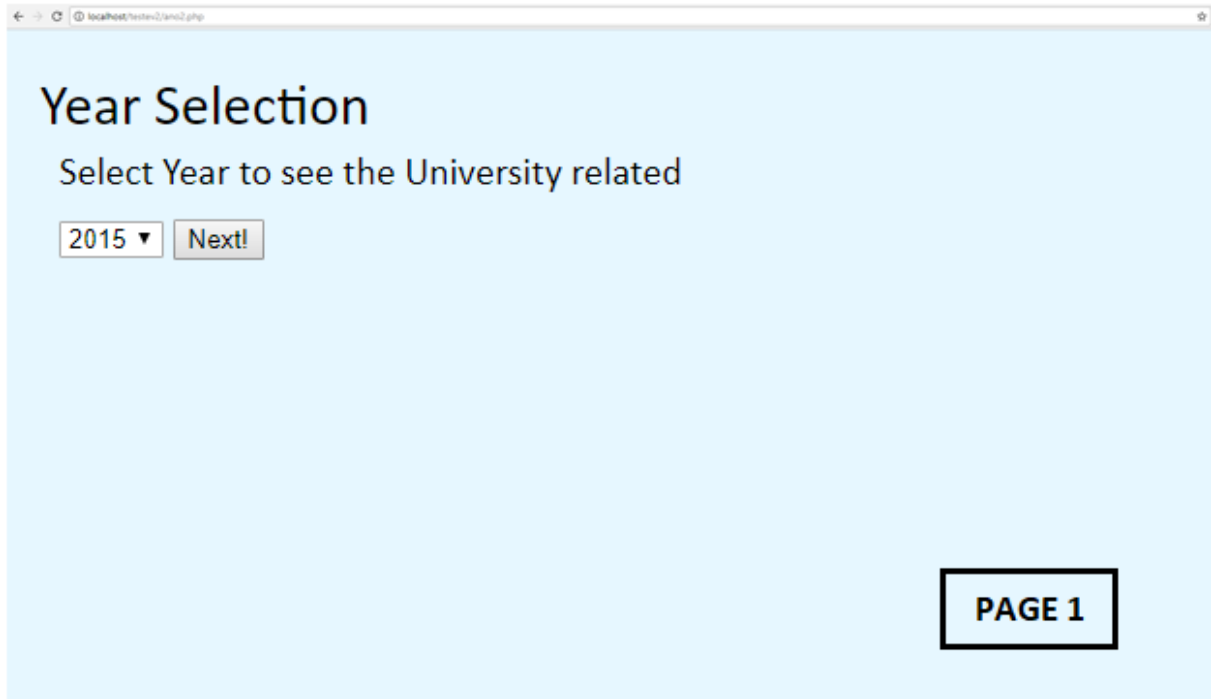 localhost/testev2/ano2.php
Year Selection
Select Year to see the University related
2015 Next!
PAGE 1